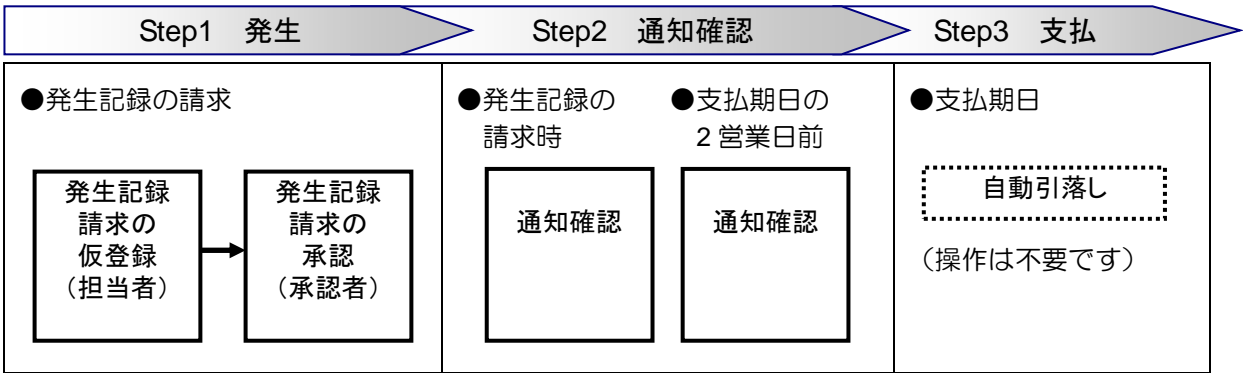 Step1 発生
Step2 通知確認
Step3 支払
●発生記録の請求
発生記録
請求の
仮登録
（担当者）
発生記録
請求の
承認
（承認者）
●発生記録の
請求時
通知確認
●支払期日の
2 営業日前
通知確認
●支払期日
自動引落し
（操作は不要です）